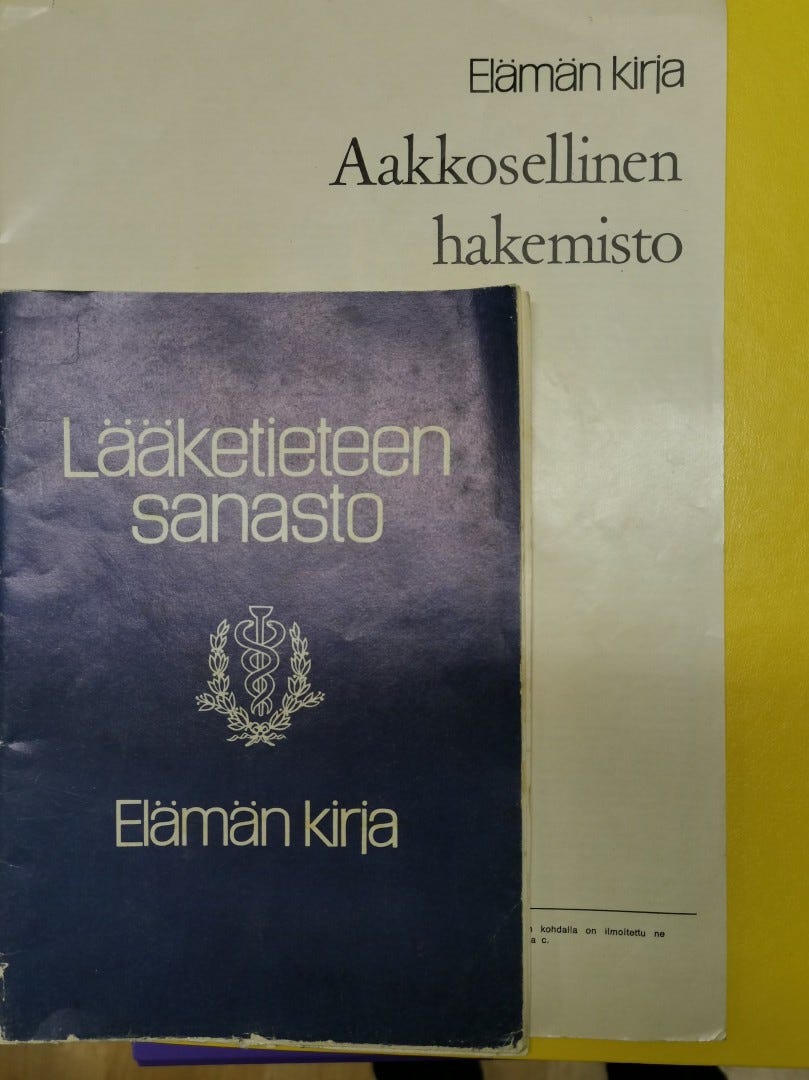 Elämän kirja
Aakkosellinen
hakemisto
Lääketieteen
sanasto
Elämän kirja
kohdalla on ilmoitettu ne
a c.